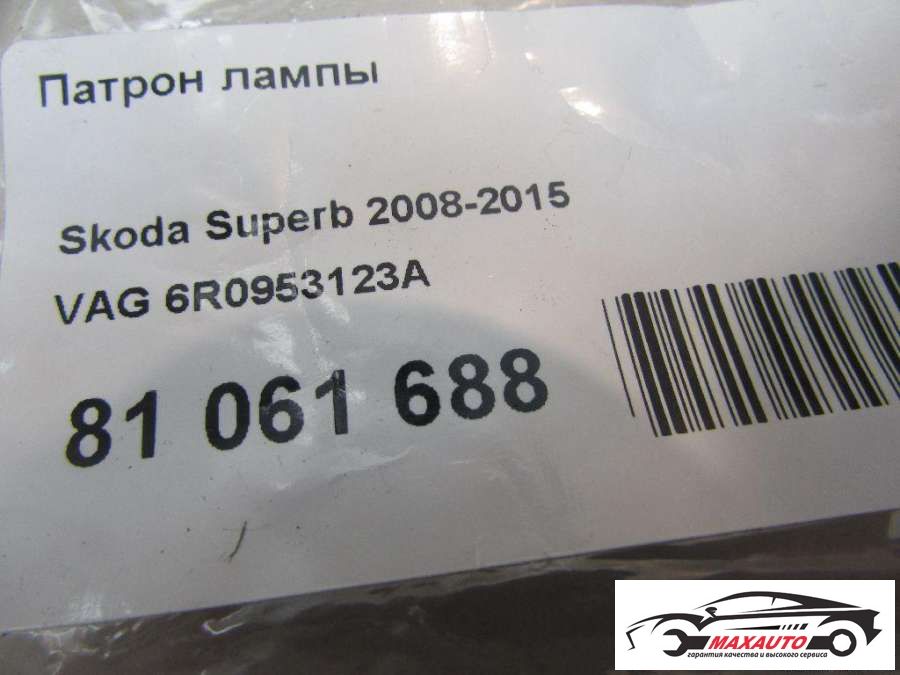 Патрон лампы
Skoda Superb 2008-2015
VAG 6R0953123A
81 061 688
MAXAUTO
гарантия качества и высокого сервиса